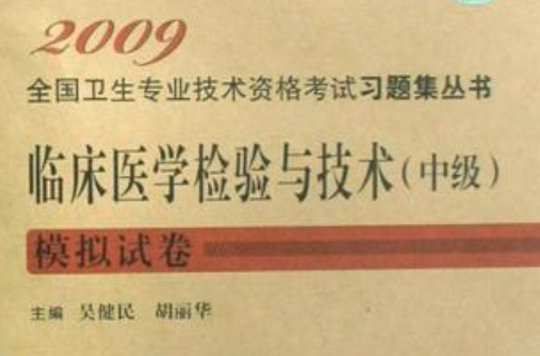 2009
全国卫生专业技术资格考试习题集丛书
临床医学检验与技术(中级)
模拟试卷
主编 吴健民 胡丽华